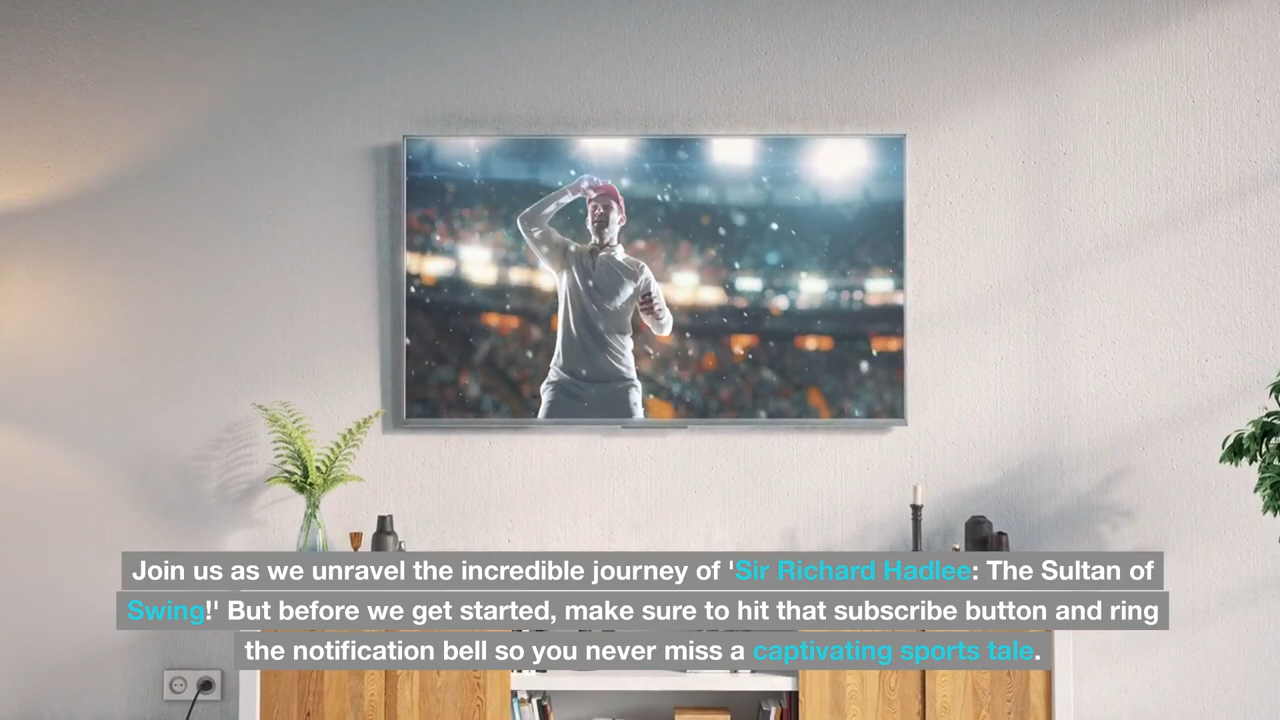 Join us as we unravel the incredible journey of 'Sir Richard Hadlee: The Sultan of
Swing!' But before we get started, make sure to hit that subscribe button and ring
the notification bell so you never miss a captivating sports tale.